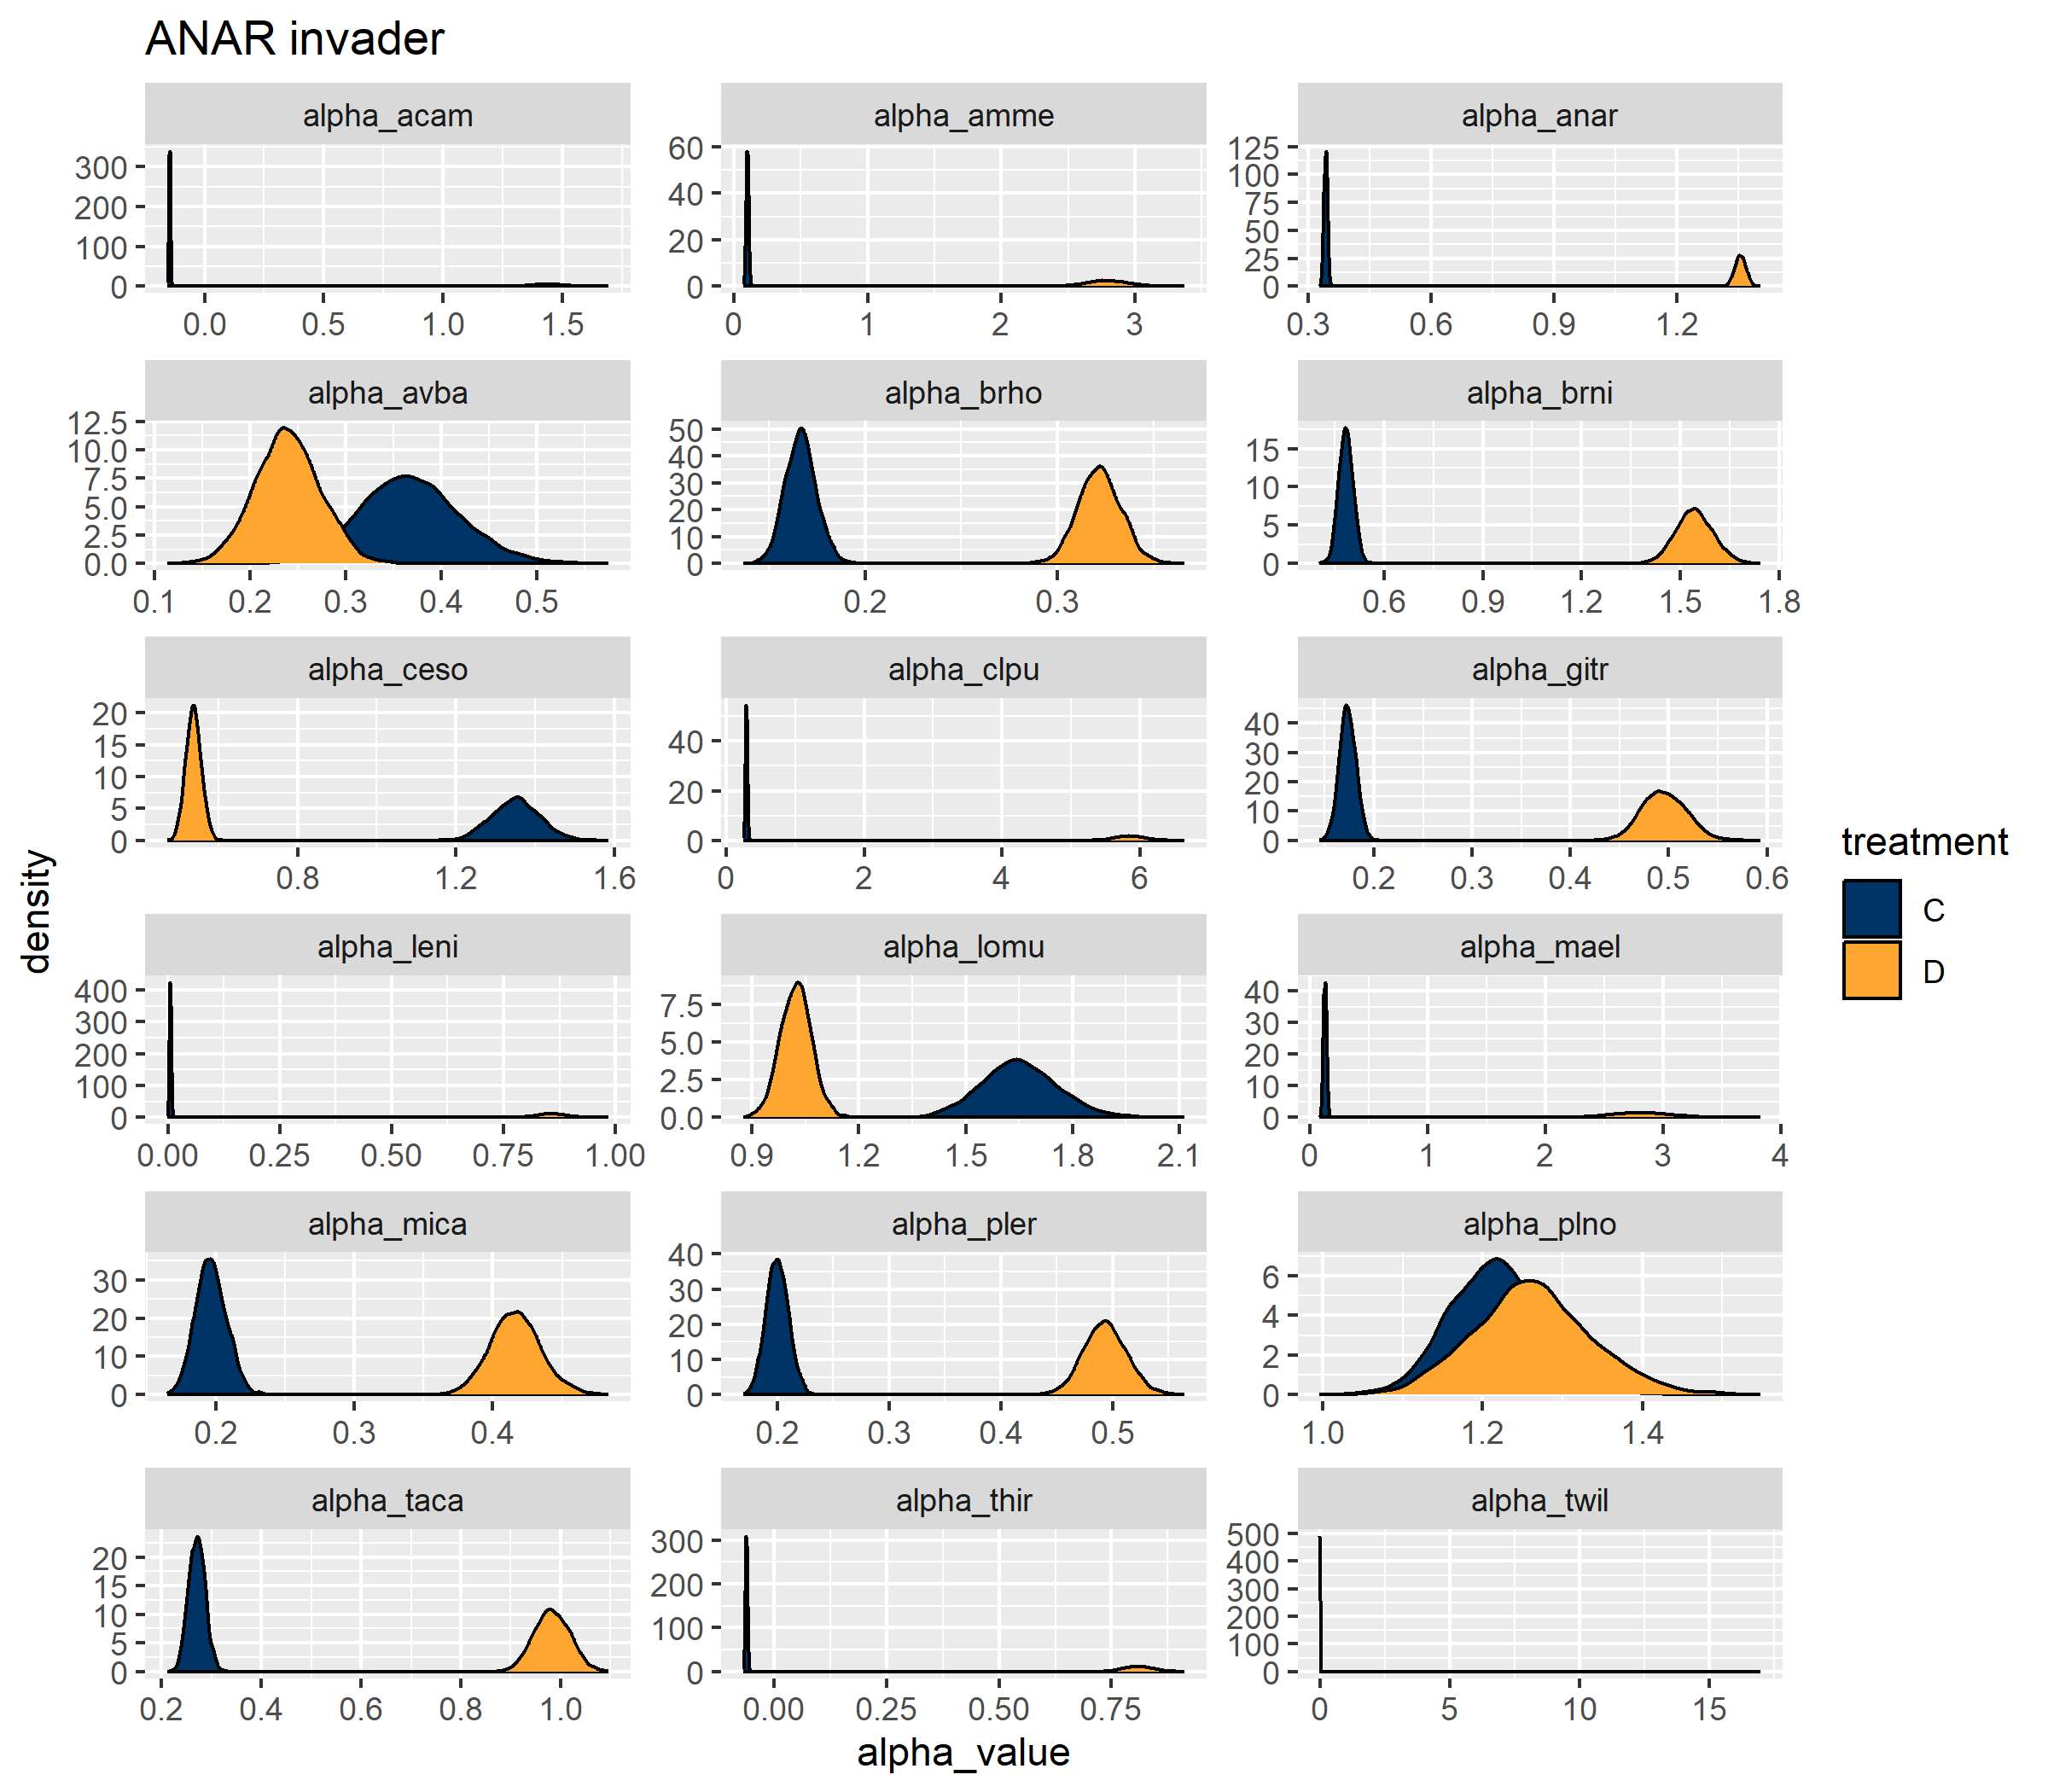 ANAR invader
alpha_acam alpha_amme alpha_anar
300 200 100 0
60 40 20 0
125 100 75 50 25 0
0.0 0.5 1.0 1.5
0 1 2 3
0.3 0.6 0.9 1.2
alpha_avba alpha_brho alpha_brni
12.5 10.0 7.5 5.0 2.5 0.0
50 40 30 20 10 0
15 10 5 0
0.1 0.2 0.3 0.4 0.5
0.2 0.3
0.6 0.9 1.2 1.5 1.8
alpha_ceso alpha_clpu alpha_gitr
20 15 10 5 0
40 20 0
40 30 20 10 0
0.8 1.2 1.6
0 2 4 6
0.2 0.3 0.4 0.5 0.6
alpha_leni alpha_lomu alpha_mael
400 300 200 100 0
7.5 5.0 2.5 0.0
40 30 20 10 0
0.00 0.25 0.50 0.75 1.00
0.9 1.2 1.5 1.8 2.1
0 1 2 3 4
alpha_mica alpha_pler alpha_plno
30 20 10 0
40 30 20 10 0
6 4 2 0
0.2 0.3 0.4
0.2 0.3 0.4 0.5
1.0 1.2 1.4
alpha_taca alpha_thir alpha_twil
20 15 10 5 0
300 200 100 0
500 400 300 200 100 0
0.2 0.4 0.6 0.8 1.0
0.00 0.25 0.50 0.75
0 5 10 15
alpha_value
density
treatment
C
D